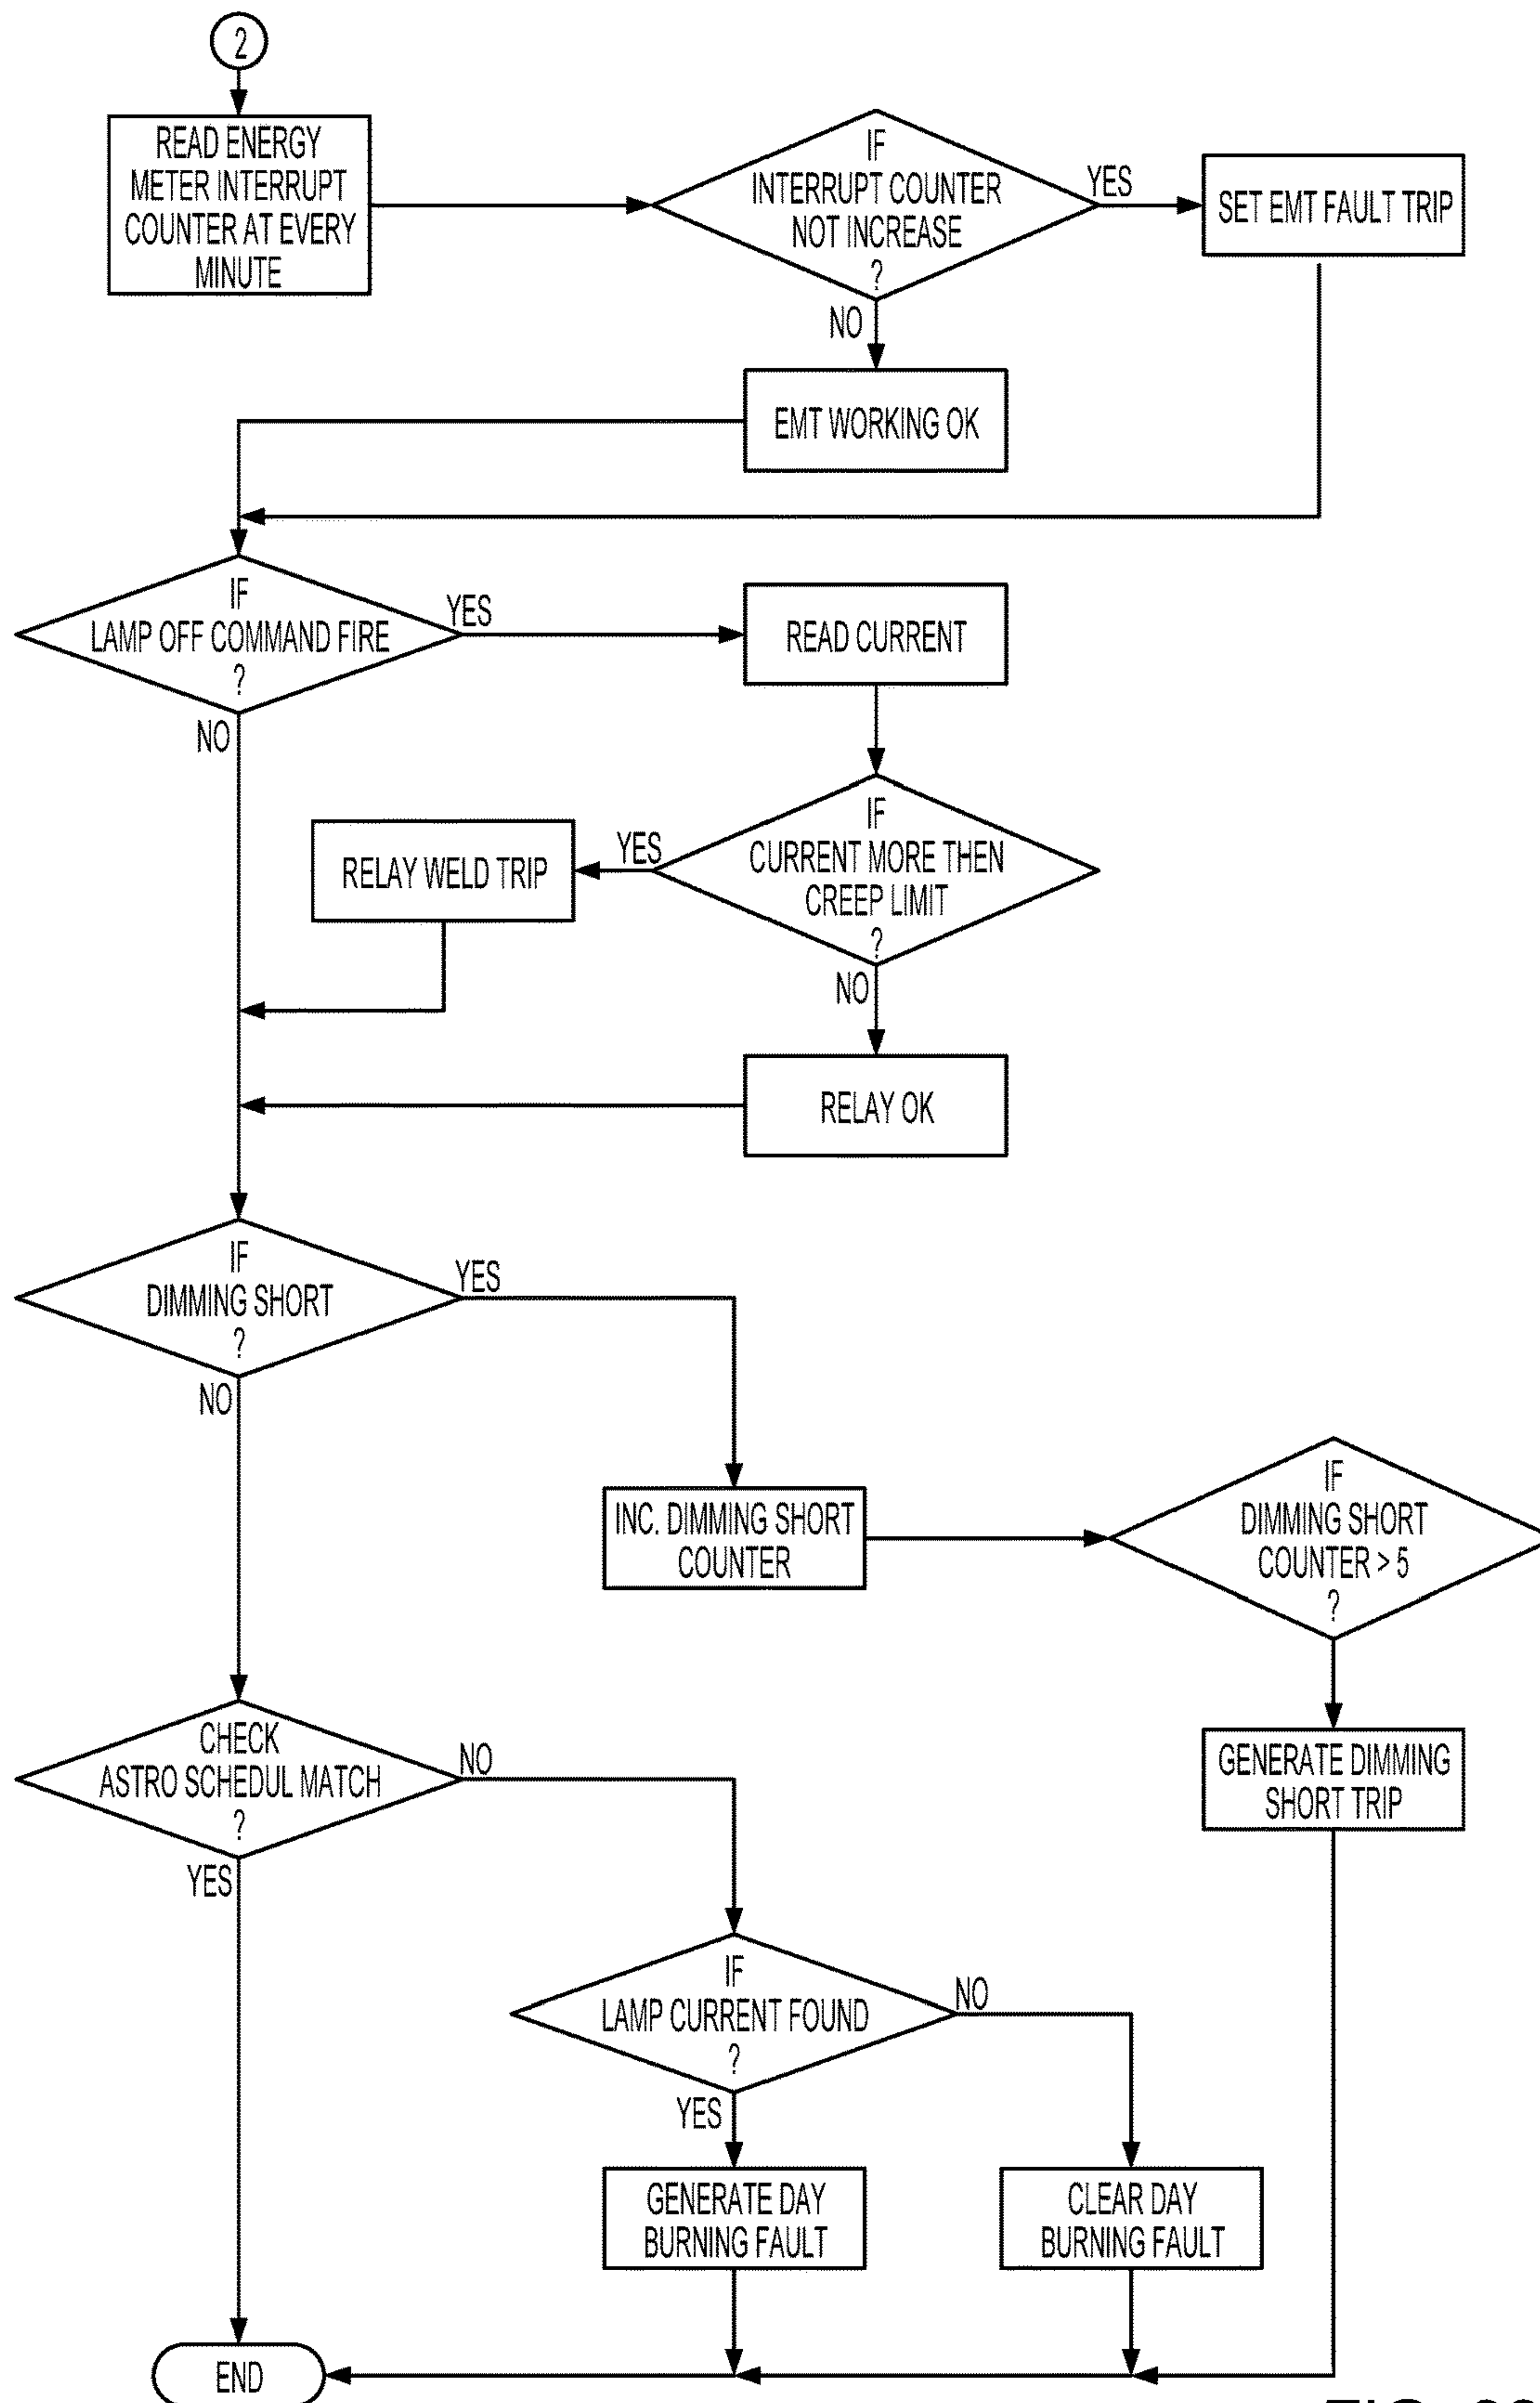 2
READ ENERGY
METER INTERRUPT
COUNTER AT EVERY
MINUTE
IF
INTERRUPT COUNTER
NOT INCREASE
?
YES
SET EMT FAULT TRIP
NO
EMT WORKING OK
IF
LAMP OFF COMMAND FIRE
?
YES
READ CURRENT
NO
IF
CURRENT MORE THEN
CREEP LIMIT
?
YES
RELAY WELD TRIP
NO
RELAY OK
IF
DIMMING SHORT
?
YES
NO
INC. DIMMING SHORT
COUNTER
IF
DIMMING SHORT
COUNTER > 5
?
GENERATE DIMMING
SHORT TRIP
CHECK
ASTRO SCHEDUL MATCH
?
NO
YES
IF
LAMP CURRENT FOUND
?
NO
YES
GENERATE DAY
BURNING FAULT
CLEAR DAY
BURNING FAULT
END